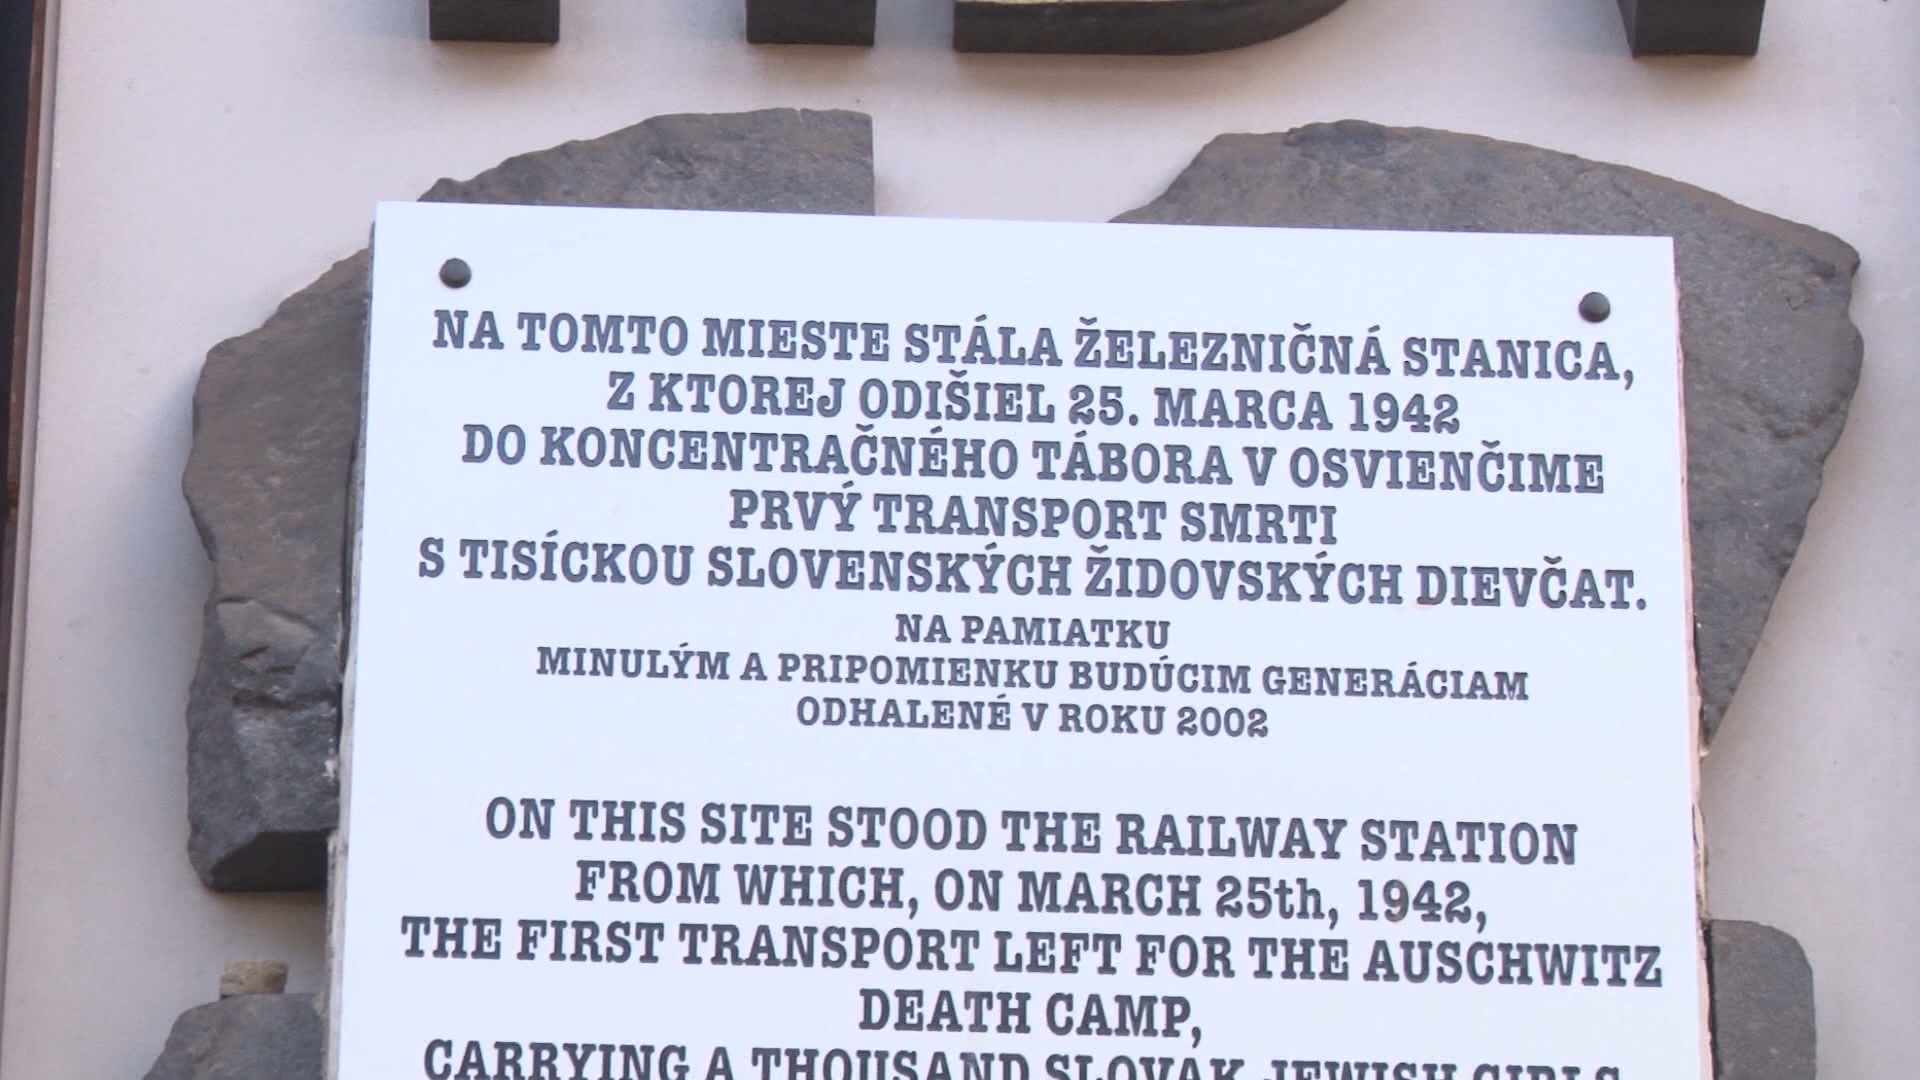 NA TOMTO MIESTE STÁLA ŽELEZNIČNÁ STANICA,
Z KTOREJ ODIŠIEL 25. MARCA 1942
DO KONCENTRAČNÉHO TÁBORA V OSVIENČIME
PRVÝ TRANSPORT SMRTI
S TISÍCKOU SLOVENSKÝCH ŽIDOVSKÝCH DIEVČAT.
NA PAMIATKU
MINULÝM A PRIPOMIENKU BUDÚCIM GENERÁCIAM
ODHALENÉ V ROKU 2002
ON THIS SITE STOOD THE RAILWAY STATION
FROM WHICH, ON MARCH 25th, 1942,
THE FIRST TRANSPORT LEFT FOR THE AUSCHWITZ
DEATH CAMP,
CARRYING A THOUSAND SLOVAK JEWISH GIRLS